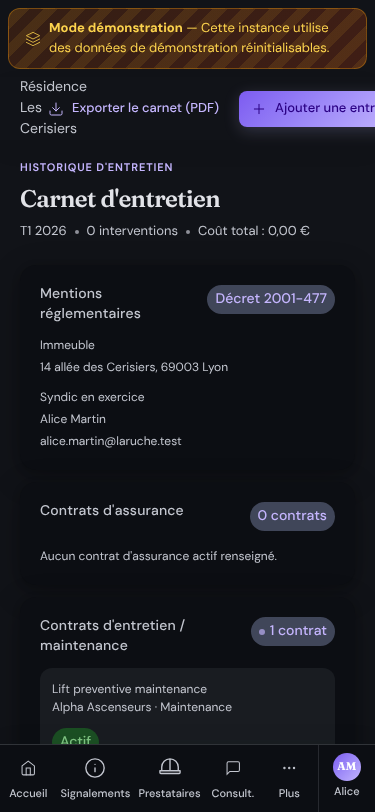 Mode démonstration — Cette instance utilise
des données de démonstration réinitialisables.
Résidence
Les
Cerisiers
Exporter le carnet (PDF)
Ajouter une entr
HISTORIQUE D'ENTRETIEN
Carnet d'entretien
T1 2026 • 0 interventions • Coût total : 0,00 €
Mentions
réglementaires
Décret 2001-477
Immeuble
14 allée des Cerisiers, 69003 Lyon
Syndic en exercice
Alice Martin
alice.martin@laruche.test
Contrats d'assurance
0 contrats
Aucun contrat d'assurance actif renseigné.
Contrats d'entretien /
maintenance
1 contrat
Lift preventive maintenance
Alpha Ascenseurs · Maintenance
Actif
Accueil
Signalements
Prestataires
Consult.
Plus
AM
Alice